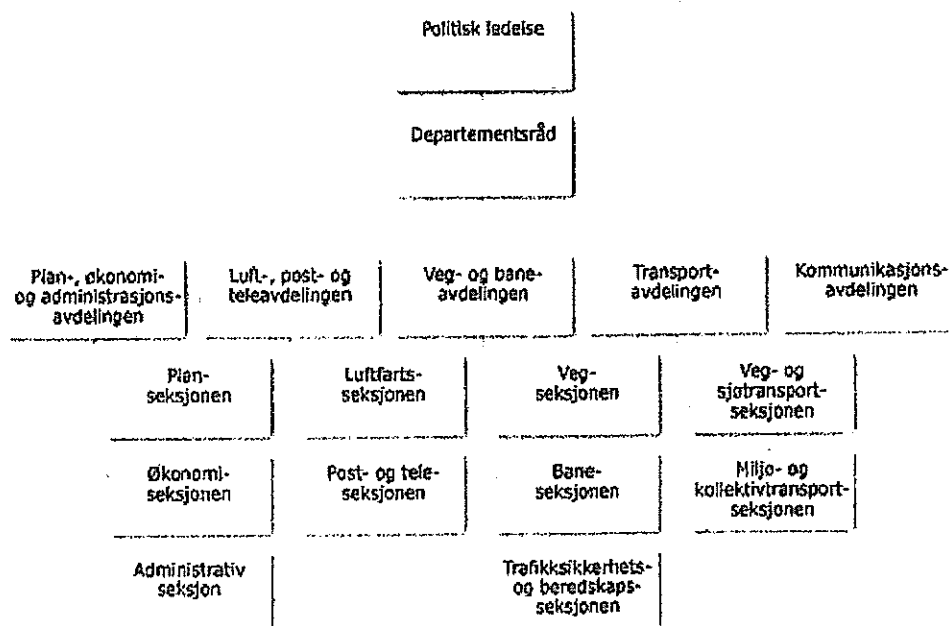 Politisk ledelse
Departementsråd
Plan-, økonomi-
og administrasjons-
avdelingen
Luft-, post- og
teleavdelingen
Veg- og bane-
avdelingen
Transport-
avdelingen
Kommunikasjons-
avdelingen
Plan-
seksjonen
Luftfarts-
seksjonen
Veg-
seksjonen
Veg- og
sjøtransport-
seksjonen
Økonomi-
seksjonen
Post- og tele-
seksjonen
Bane-
seksjonen
Miljø- og
kollektivtransport-
seksjonen
Administrativ
seksjon
Trafikksikkerhets-
og beredskaps-
seksjonen